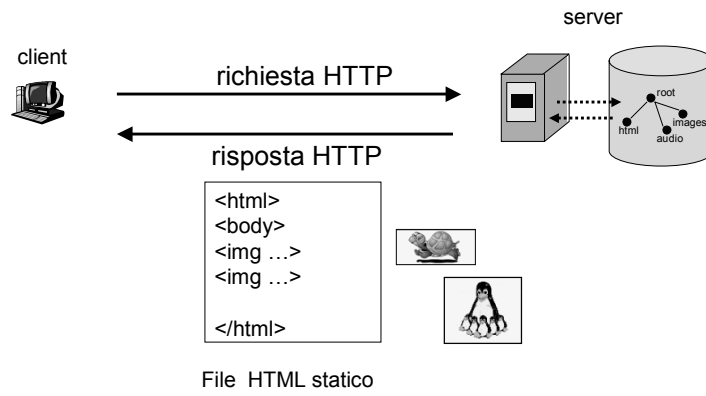 server
client
richiesta HTTP
root
html
images
audio
risposta HTTP
<html>
<body>
<img …>
<img …>
</html>
File HTML statico